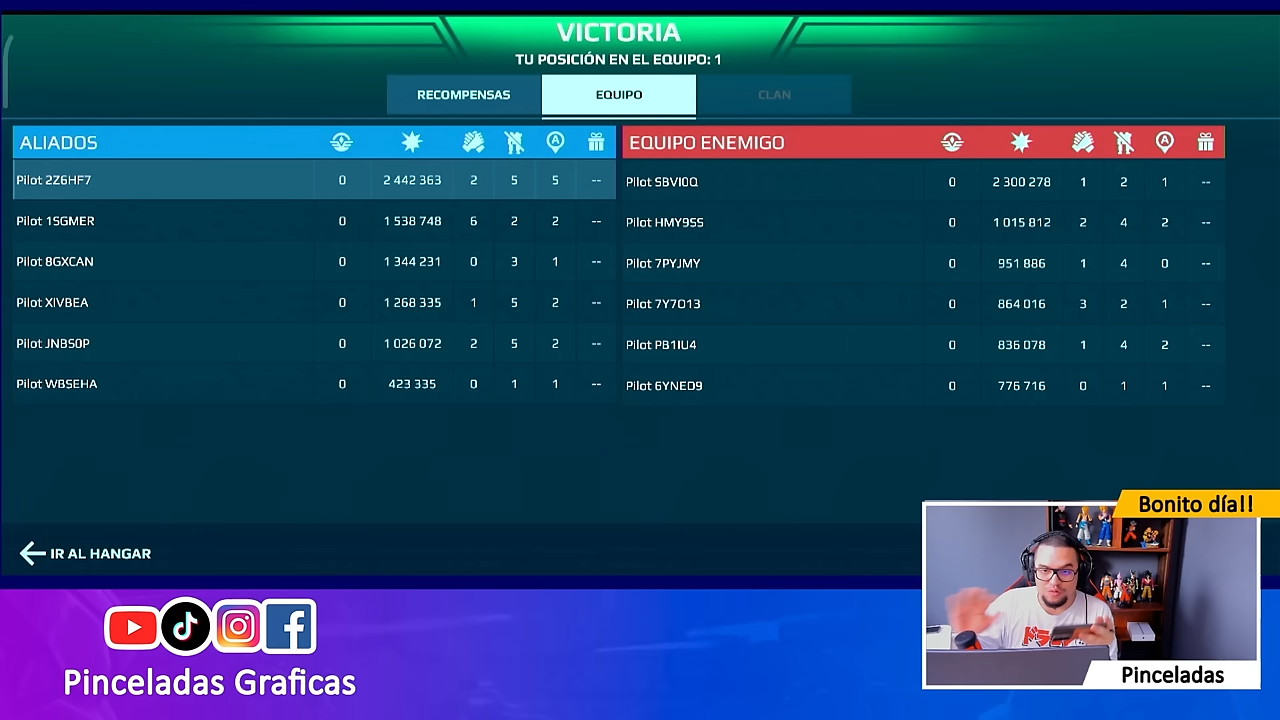 VICTORIA
TU POSICIÓN EN EL EQUIPO: 1
RECOMPENSAS EQUIPO CLAN
ALIADOS
Pilot 2Z6HF7 0 2 442 363 2 5 5 --
Pilot 1SGMER 0 1 538 748 6 2 2 --
Pilot 8GXCAN 0 1 344 231 0 3 1 --
Pilot XIVBEA 0 1 268 335 1 5 2 --
Pilot JNBS0P 0 1 026 072 2 5 2 --
Pilot WBSEHA 0 423 335 0 1 1 --
EQUIPO ENEMIGO
Pilot SBVI0Q 0 2 300 278 1 2 1 --
Pilot HMY9SS 0 1 015 812 2 4 2 --
Pilot 7PYJMY 0 951 886 1 4 0 --
Pilot 7Y7O13 0 864 016 3 2 1 --
Pilot PB1IU4 0 836 078 1 4 2 --
Pilot 6YNED9 0 776 716 0 1 1 --
IR AL HANGAR
Bonito día!!
Pinceladas
Pinceladas Graficas